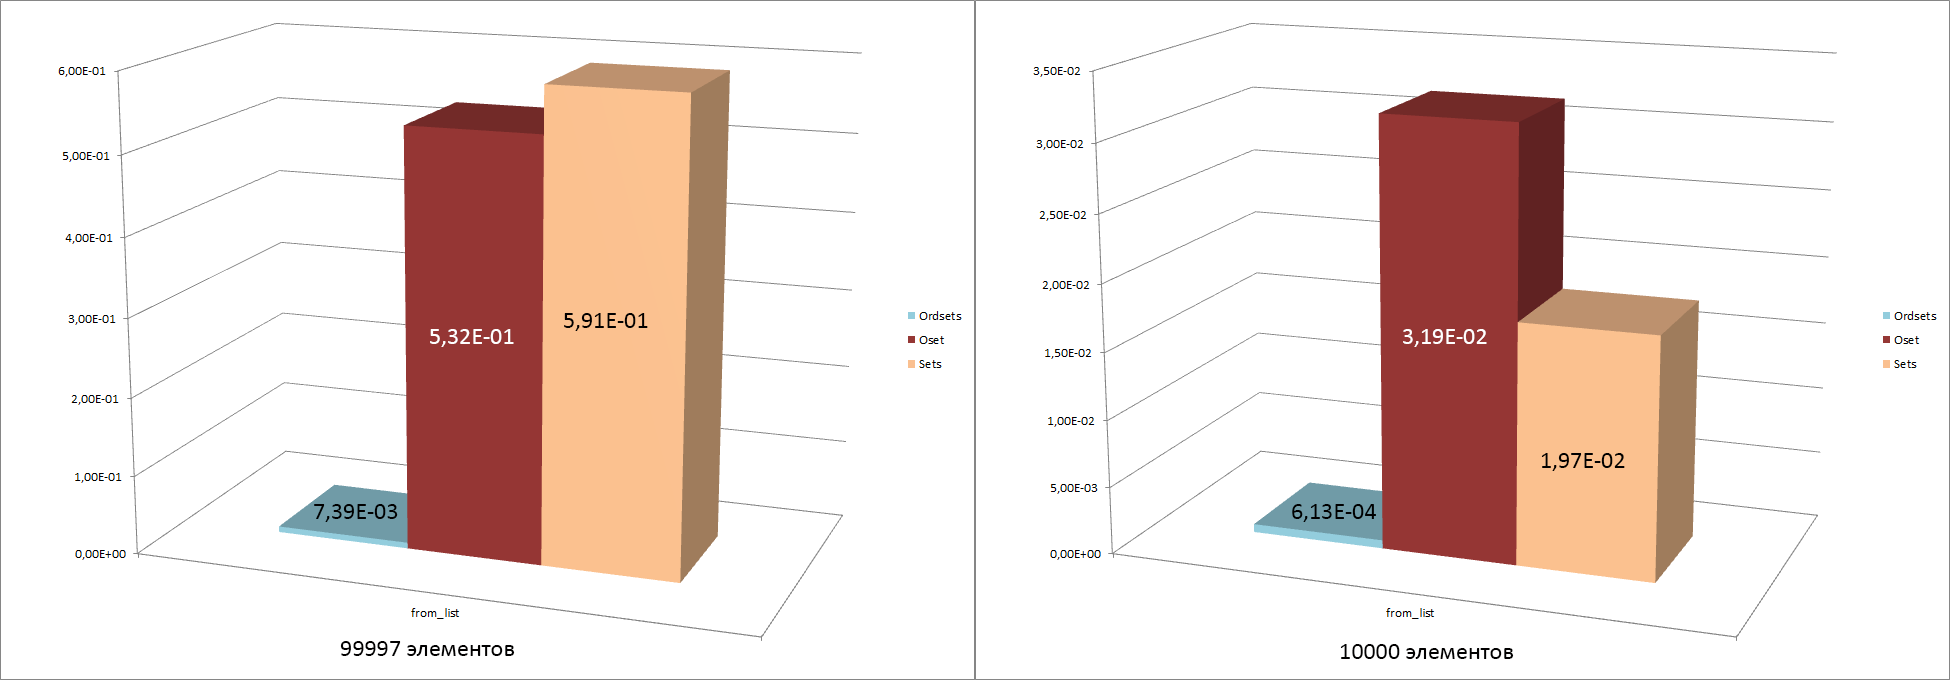 6,00E-01
5,00E-01
4,00E-01
3,00E-01
2,00E-01
1,00E-01
0,00E+00
7,39E-03
5,32E-01
5,91E-01
Ordsets
Oset
Sets
from_list
99997 элементов
3,50E-02
3,00E-02
2,50E-02
2,00E-02
1,50E-02
1,00E-02
5,00E-03
0,00E+00
6,13E-04
3,19E-02
1,97E-02
Ordsets
Oset
Sets
from_list
10000 элементов